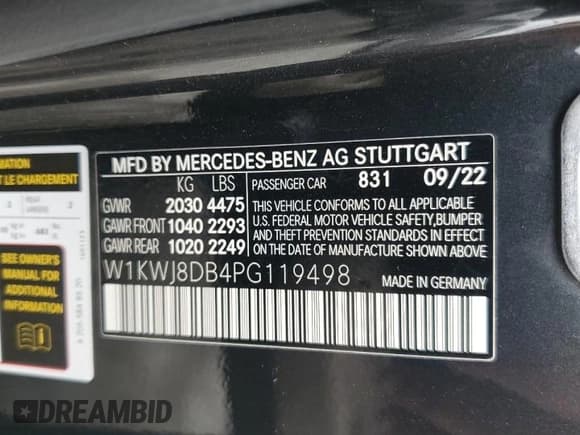 MATION
T LE CHARGEMENT
SEE OWNER'S
MANUAL FOR
ADDITIONAL
INFORMATION
MFD BY MERCEDES-BENZ AG STUTTGART
KG LBS PASSENGER CAR 831 09/22
GVWR 2030 4475
GAWR FRONT 1040 2293
GAWR REAR 1020 2249
THIS VEHICLE CONFORMS TO ALL APPLICABLE
U.S. FEDERAL MOTOR VEHICLE SAFETY,BUMPER
AND THEFT PREVENTION STANDARDS IN EFFECT
ON THE DATE OF MANUFACTURE SHOWN ABOVE
W1KWJ8DB4PG119498 MADE IN GERMANY
DREAMBID